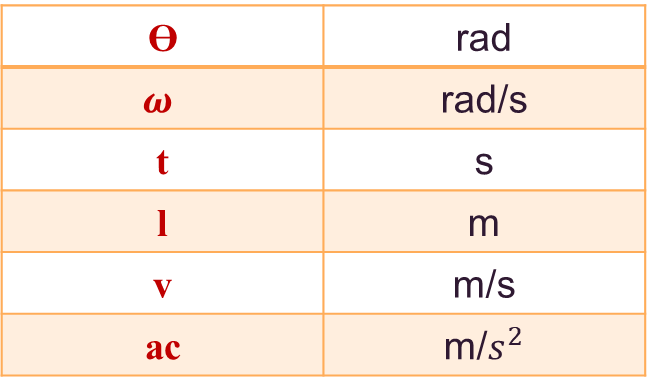 ϴ rad
ω rad/s
t s
l m
v m/s
ac m/s²